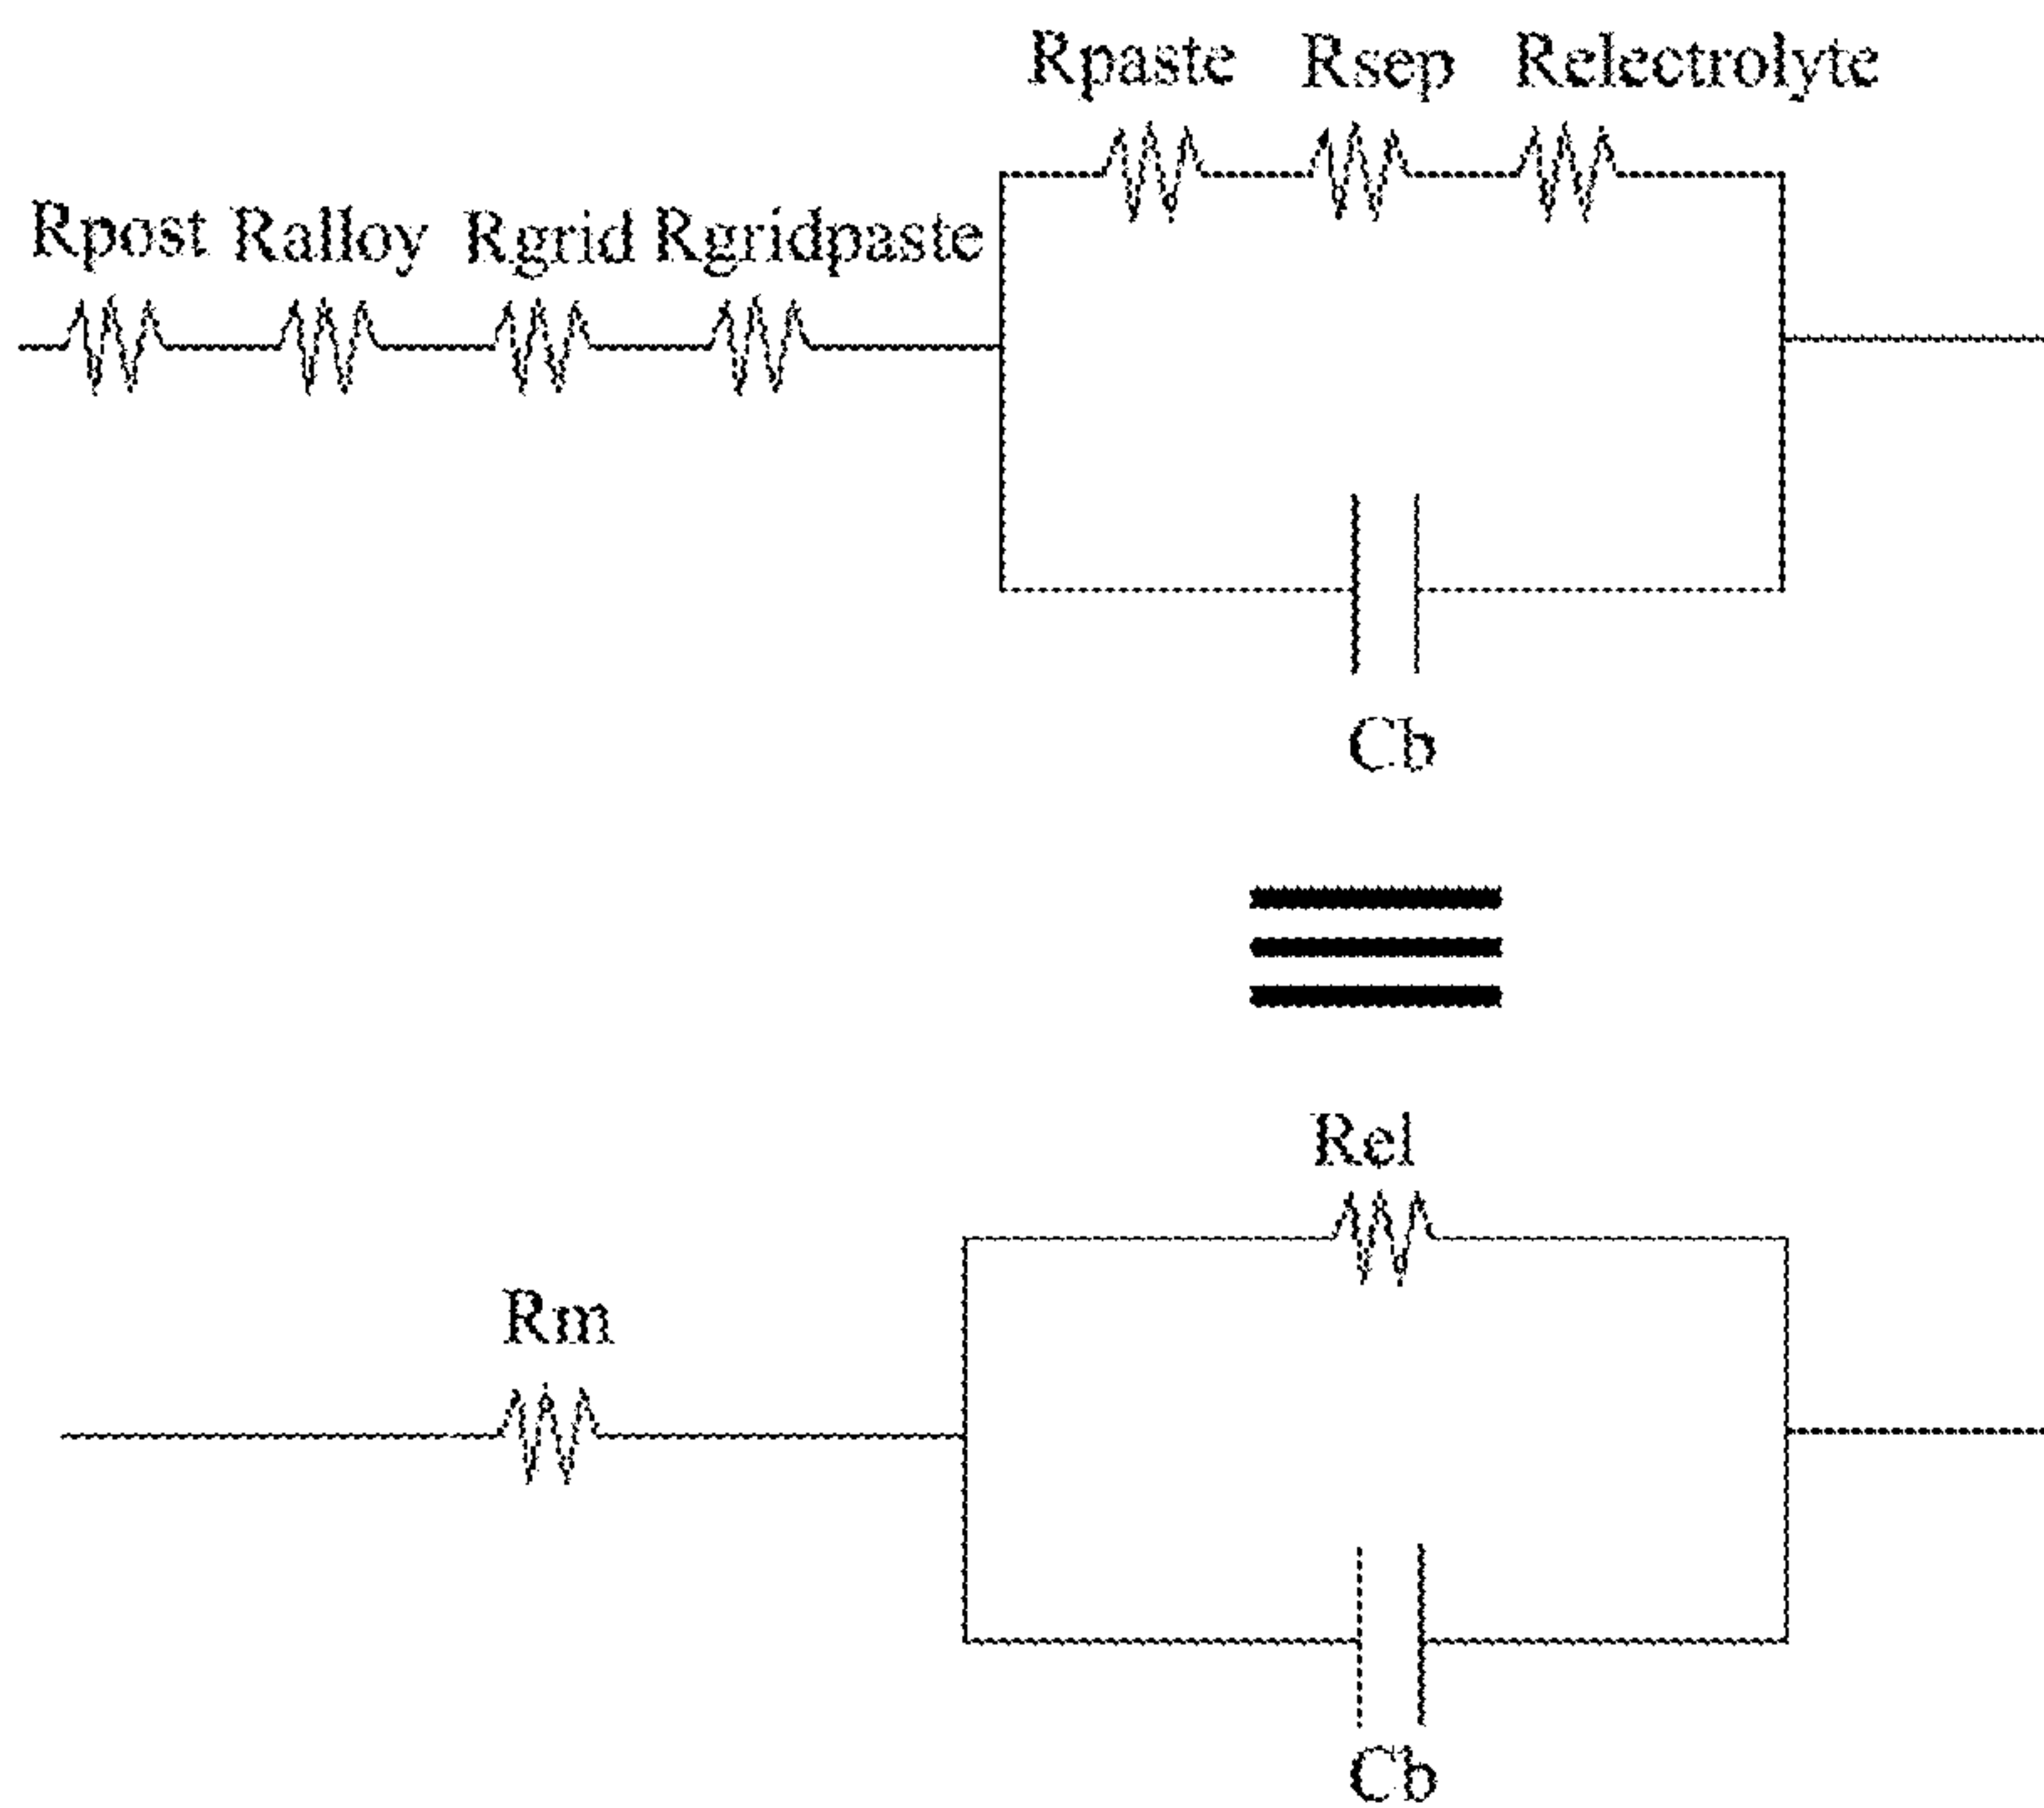 Rpaste Rsep Relectrolyte
Rpost Ralloy Rgrid Rgridpaste
Cb
Rel
Rm
Cb